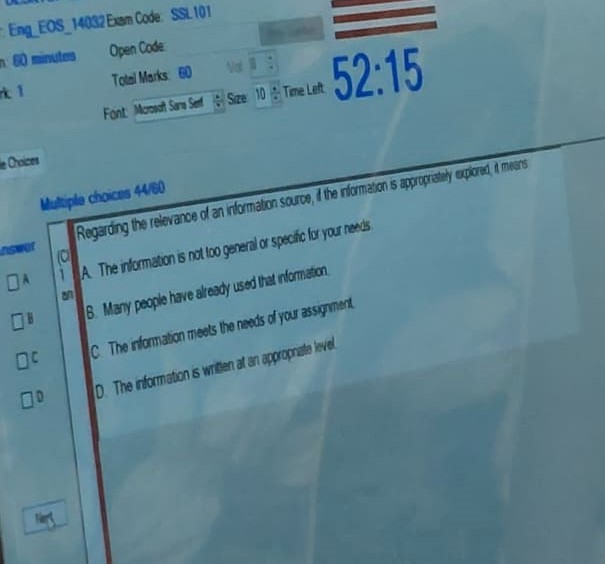 Eng_EOS_14032 Exam Code: SSL101
60 minutes Open Code:
1 Total Marks: 60
Font: Microsoft Sans Serif Size: 10 Time Left: 52:15
Choices
Multiple choices 44/60
Answer
(Ch
1
an
Regarding the relevance of an information source, if the information is appropriately explored, it means:
A. The information is not too general or specific for your needs.
B. Many people have already used that information.
C. The information meets the needs of your assignment.
D. The information is written at an appropriate level.
A
B
C
D
Next